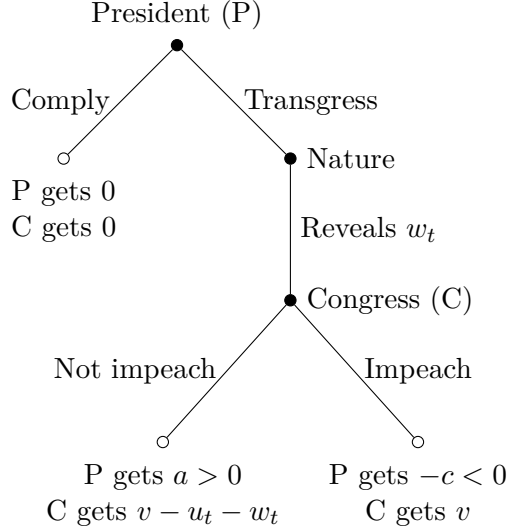 President (P)
Comply
Transgress
P gets 0
C gets 0
Nature
Reveals $w_t$
Congress (C)
Not impeach
Impeach
P gets $a > 0$
C gets $v - u_t - w_t$
P gets $-c < 0$
C gets $v$